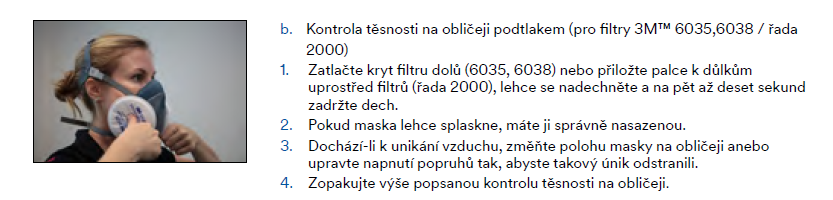 b. Kontrola těsnosti na obličeji podtlakem (pro filtry 3M™ 6035,6038 / řada
2000)
1. Zatlačte kryt filtru dolů (6035, 6038) nebo přiložte palce k důlkům
uprostřed filtrů (řada 2000), lehce se nadechněte a na pět až deset sekund
zadržte dech.
2. Pokud maska lehce splaskne, máte ji správně nasazenou.
3. Dochází-li k unikání vzduchu, změňte polohu masky na obličeji anebo
upravte napnutí popruhů tak, abyste takový únik odstranili.
4. Zopakujte výše popsanou kontrolu těsnosti na obličeji.